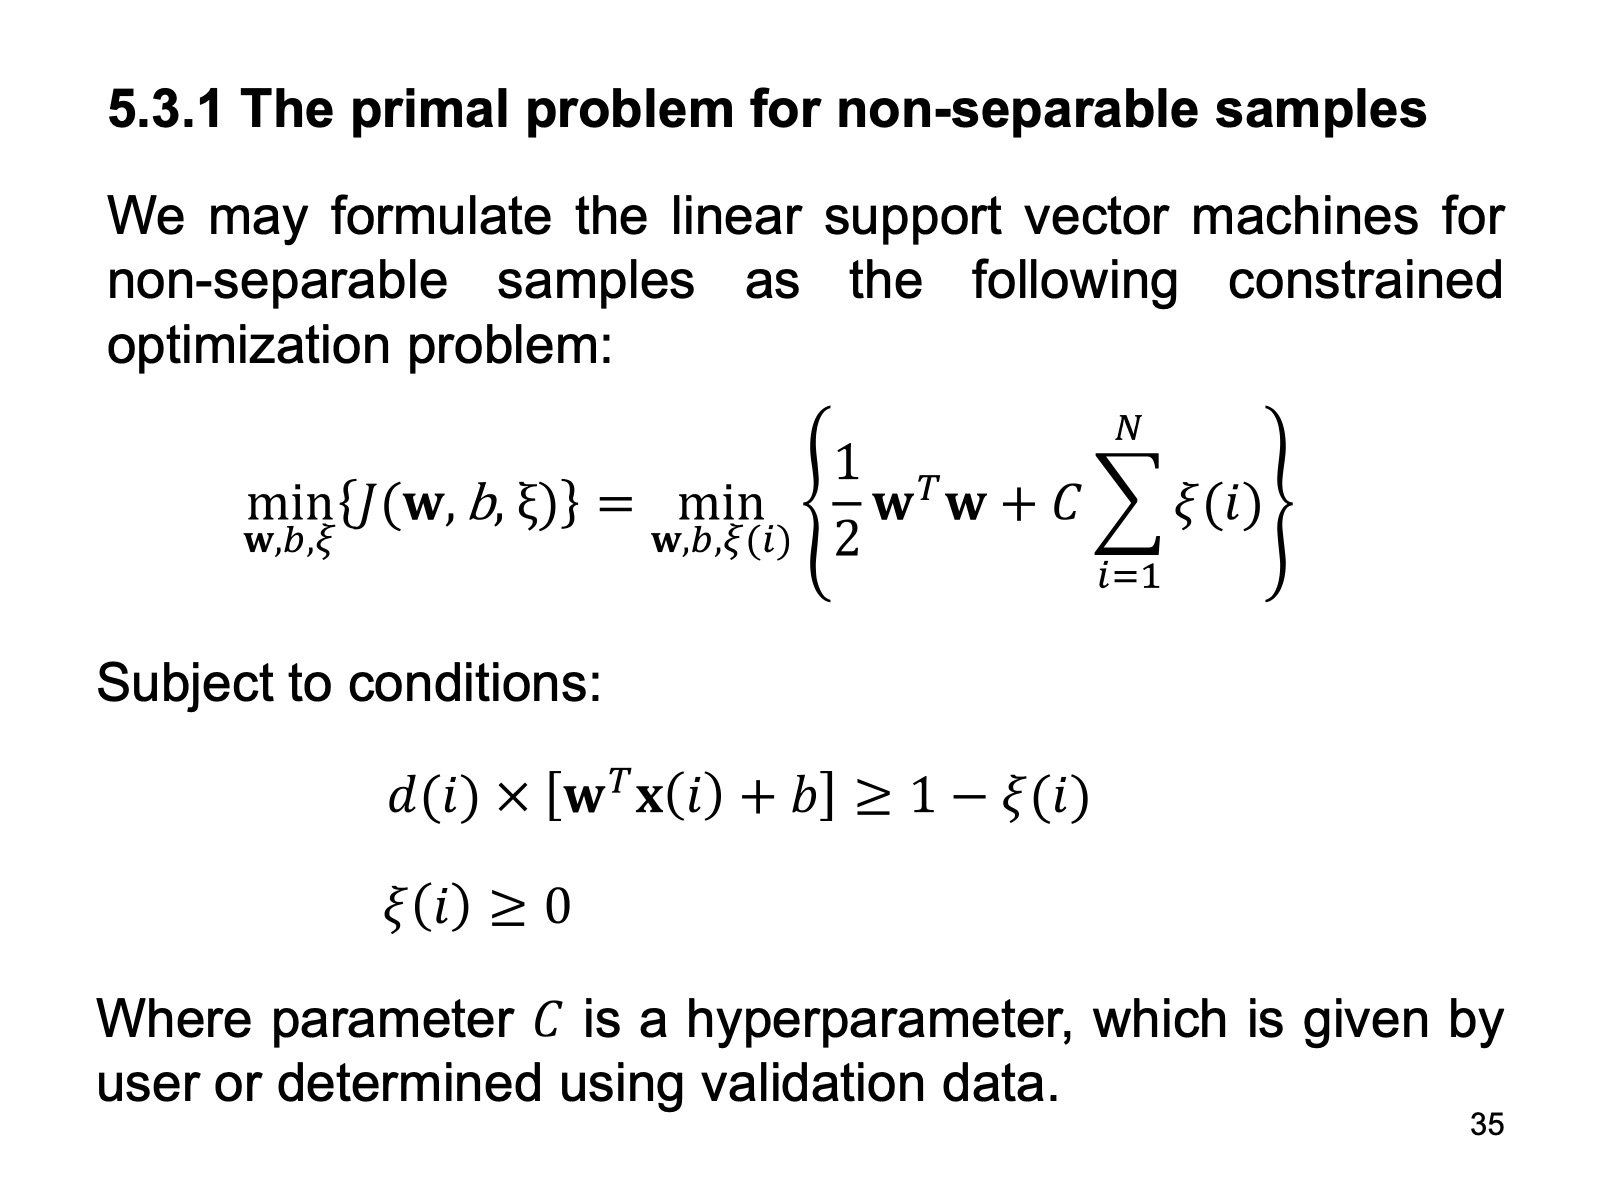 5.3.1 The primal problem for non-separable samples
We may formulate the linear support vector machines for
non-separable samples as the following constrained
optimization problem:
min{J(w, b, ξ)} = min { 1/2 w^T w + C ∑ ξ(i) }
w,b,ξ w,b,ξ(i) i=1 N
Subject to conditions:
d(i) × [w^T x(i) + b] ≥ 1 − ξ(i)
ξ(i) ≥ 0
Where parameter C is a hyperparameter, which is given by
user or determined using validation data.
35